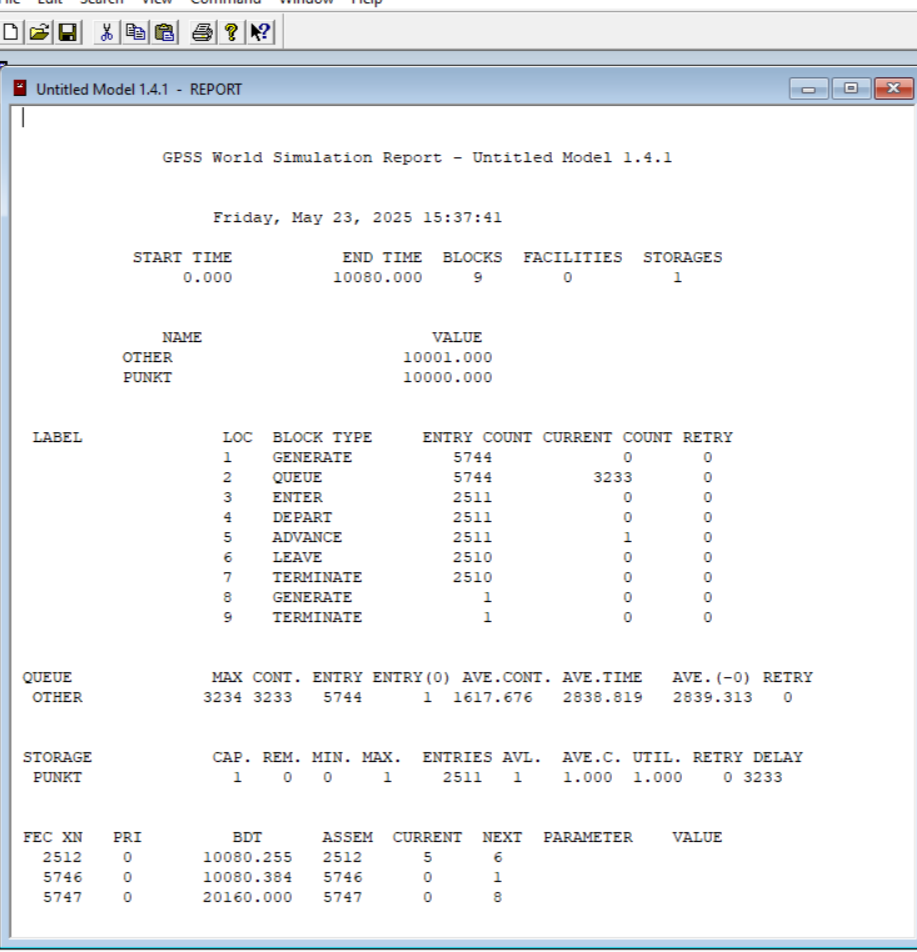 File Edit Search View Command Window Help
Untitled Model 1.4.1 - REPORT
GPSS World Simulation Report - Untitled Model 1.4.1
Friday, May 23, 2025 15:37:41
START TIME END TIME BLOCKS FACILITIES STORAGES
0.000 10080.000 9 0 1
NAME VALUE
OTHER 10001.000
PUNKT 10000.000
LABEL LOC BLOCK TYPE ENTRY COUNT CURRENT COUNT RETRY
1 GENERATE 5744 0 0
2 QUEUE 5744 3233 0
3 ENTER 2511 0 0
4 DEPART 2511 0 0
5 ADVANCE 2511 1 0
6 LEAVE 2510 0 0
7 TERMINATE 2510 0 0
8 GENERATE 1 0 0
9 TERMINATE 1 0 0
QUEUE MAX CONT. ENTRY ENTRY(0) AVE.CONT. AVE.TIME AVE.(-0) RETRY
OTHER 3234 3233 5744 1 1617.676 2838.819 2839.313 0
STORAGE CAP. REM. MIN. MAX. ENTRIES AVL. AVE.C. UTIL. RETRY DELAY
PUNKT 1 0 0 1 2511 1 1.000 1.000 0 3233
FEC XN PRI BDT ASSEM CURRENT NEXT PARAMETER VALUE
2512 0 10080.255 2512 5 6
5746 0 10080.384 5746 0 1
5747 0 20160.000 5747 0 8